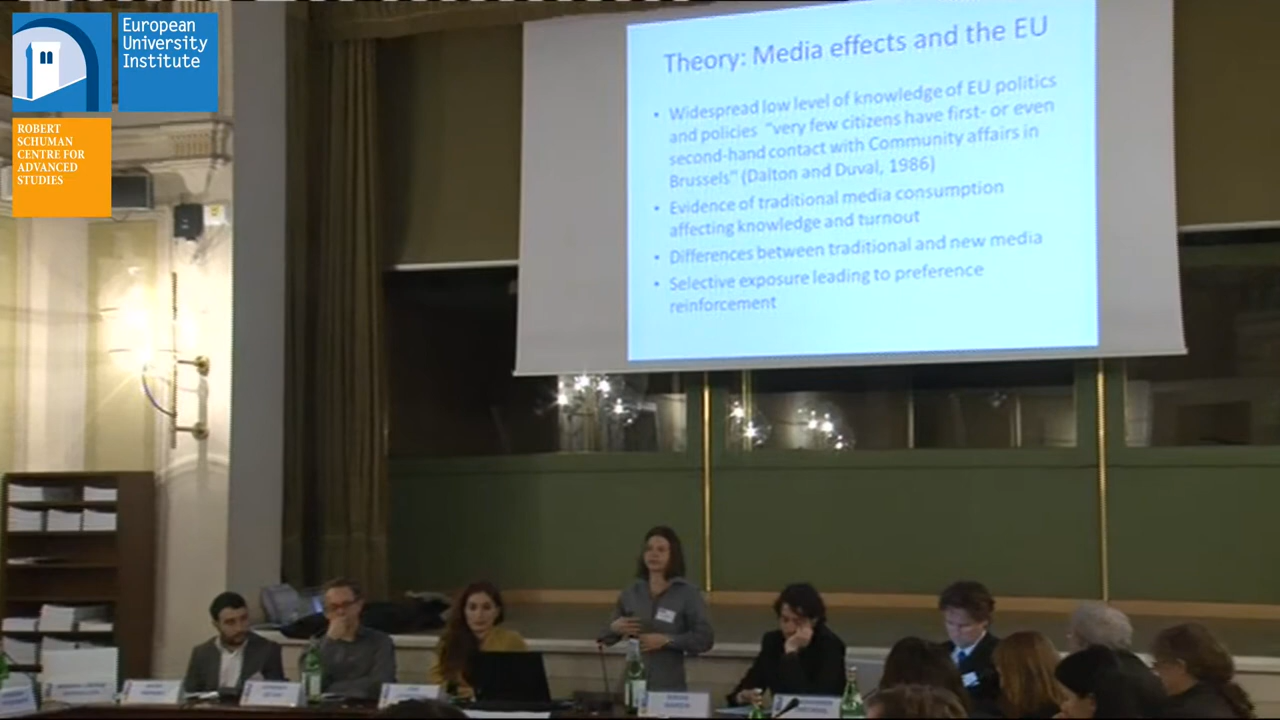 European
University
Institute
ROBERT
SCHUMAN
CENTRE FOR
ADVANCED
STUDIES
Theory: Media effects and the EU
• Widespread low level of knowledge of EU politics
and policies "very few citizens have first- or even
second-hand contact with Community affairs in
Brussels" (Dalton and Duval, 1986)
• Evidence of traditional media consumption
affecting knowledge and turnout
• Differences between traditional and new media
• Selective exposure leading to preference
reinforcement